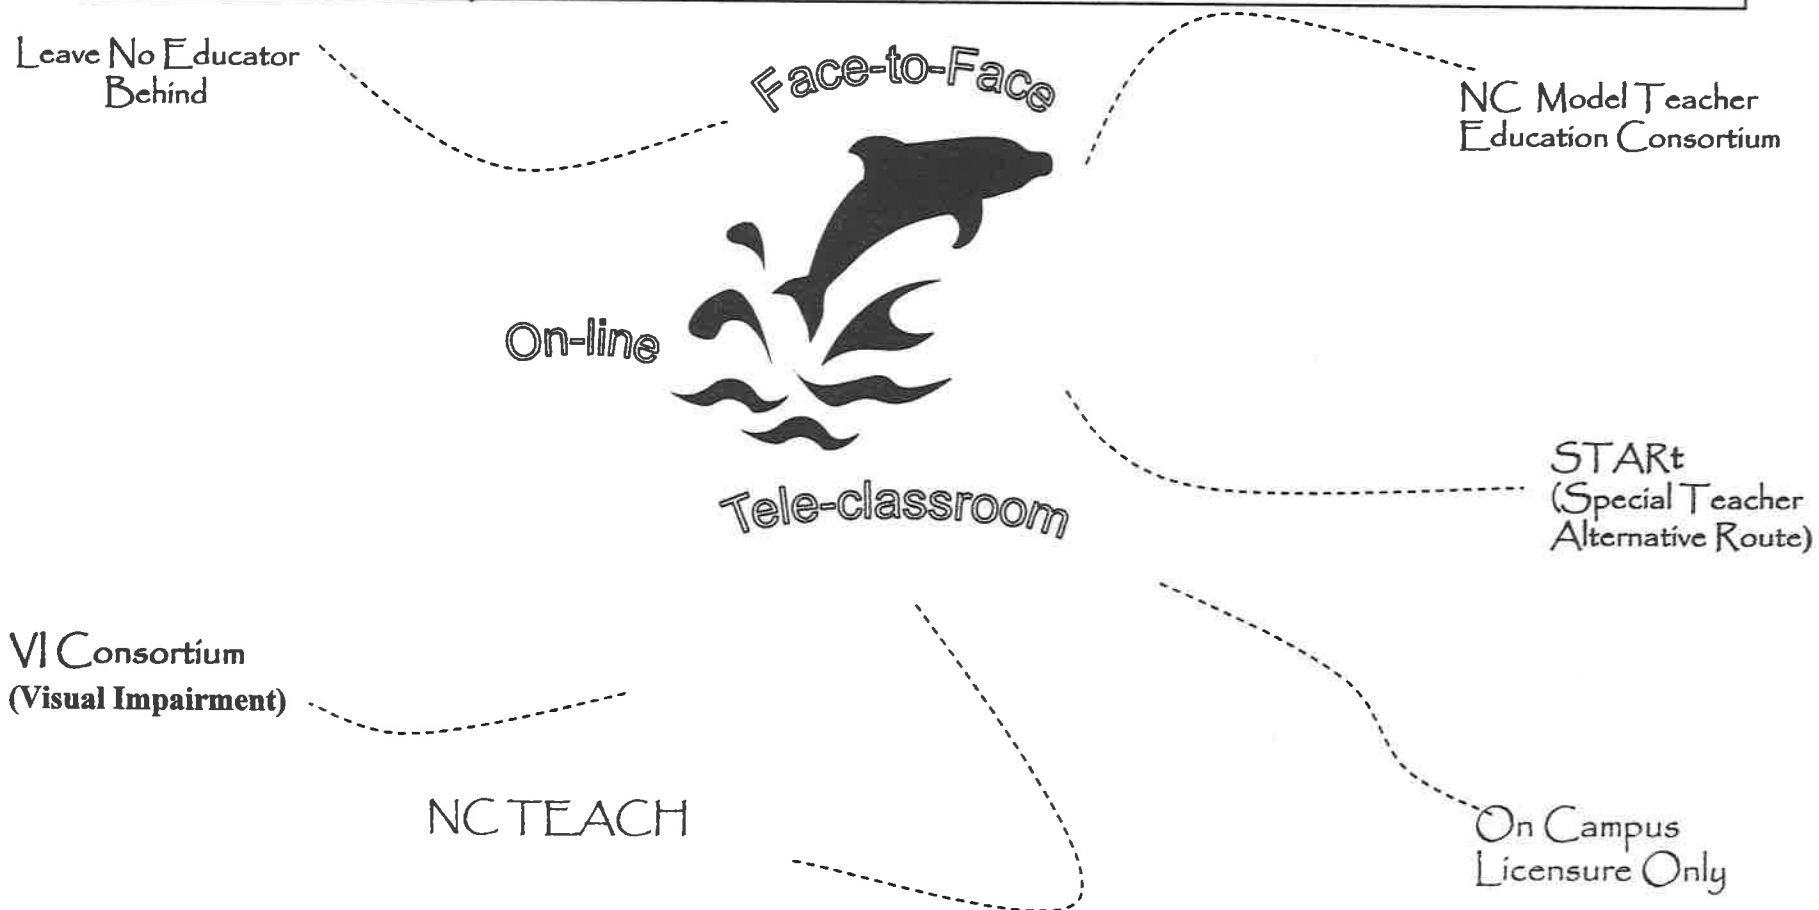 Leave No Educator
Behind
Face-to-Face
NC Model Teacher
Education Consortium
On-line
STARt
(Special Teacher
Alternative Route)
Tele-classroom
VI Consortium
(Visual Impairment)
NC TEACH
On Campus
Licensure Only